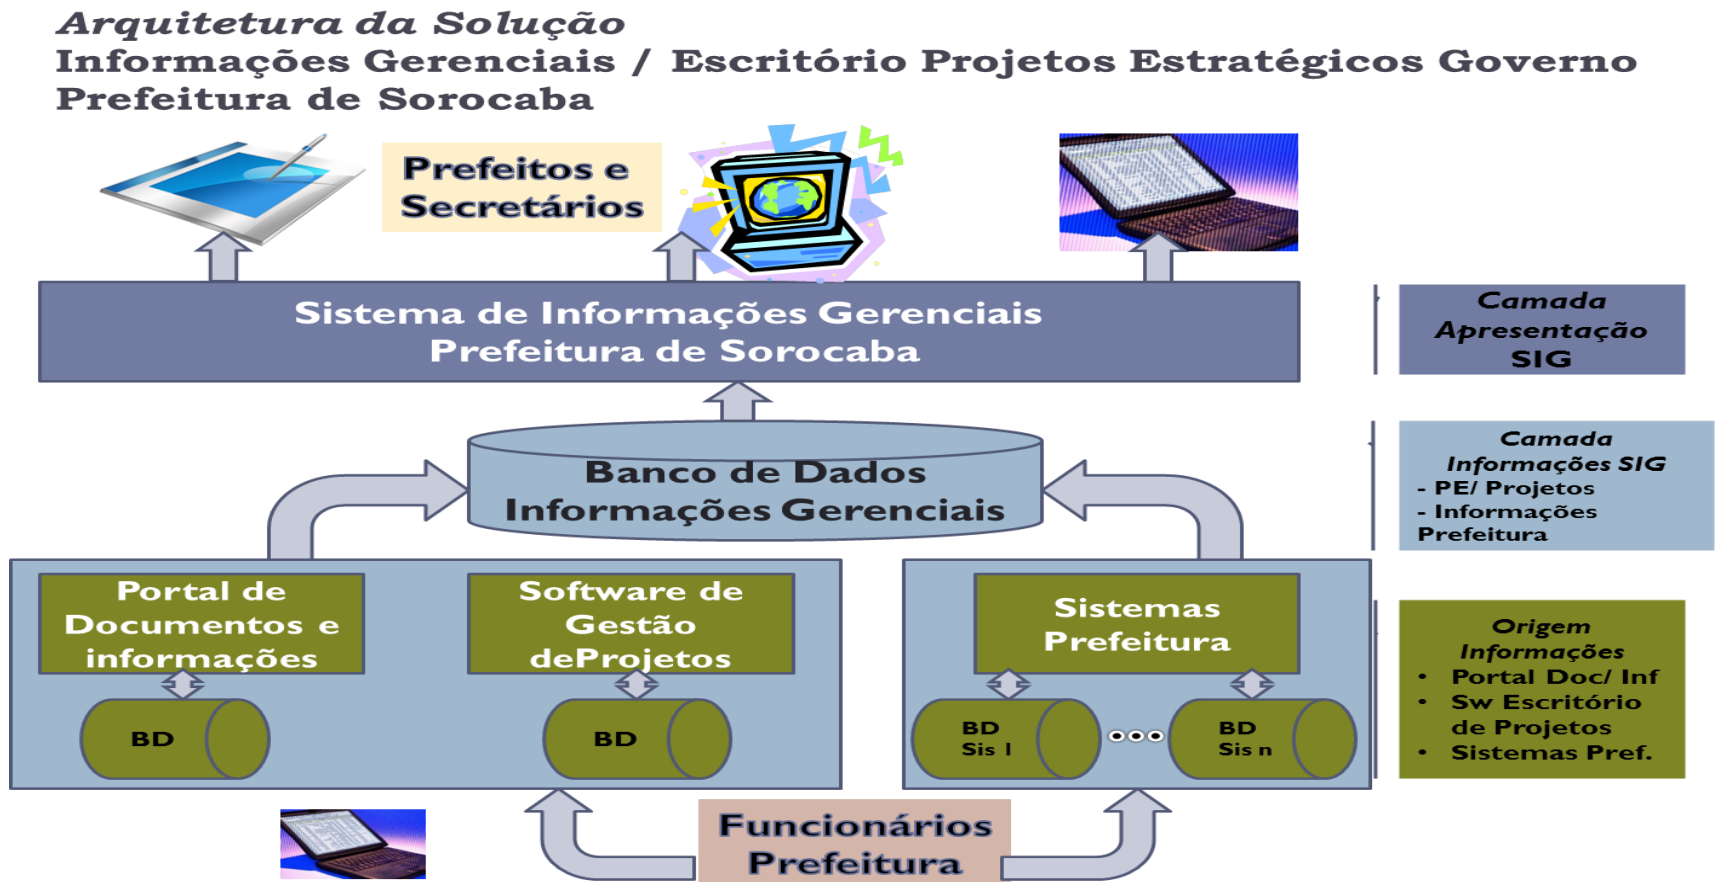 Arquitetura da Solução
Informações Gerenciais / Escritório Projetos Estratégicos Governo
Prefeitura de Sorocaba
Prefeitos e
Secretários
Sistema de Informações Gerenciais
Prefeitura de Sorocaba
Camada
Apresentação
SIG
Banco de Dados
Informações Gerenciais
Camada
Informações SIG
- PE/ Projetos
- Informações
Prefeitura
Portal de
Documentos e
informações
BD
Software de
Gestão
deProjetos
BD
Sistemas
Prefeitura
BD
Sis 1
BD
Sis n
Origem
Informações
• Portal Doc/ Inf
• Sw Escritório
de Projetos
• Sistemas Pref.
Funcionários
Prefeitura